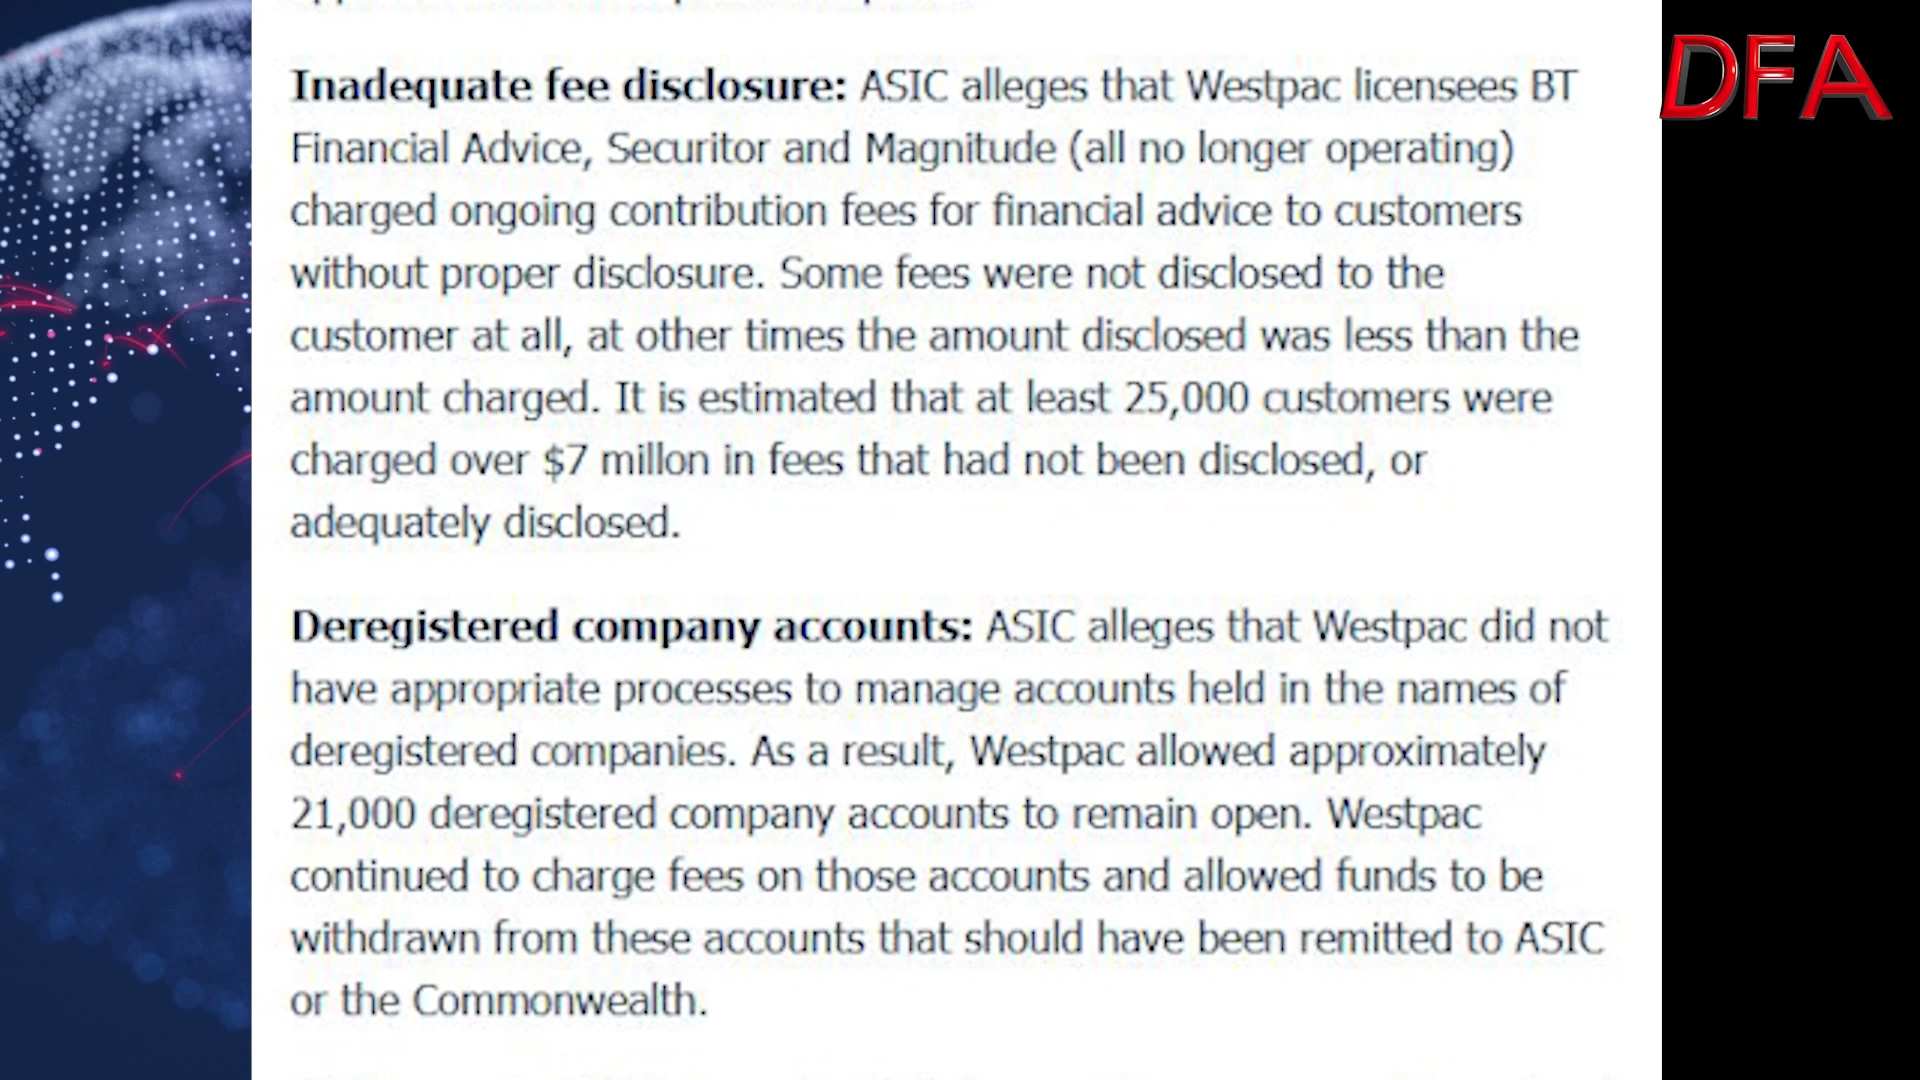 DFA
Inadequate fee disclosure: ASIC alleges that Westpac licensees BT
Financial Advice, Securitor and Magnitude (all no longer operating)
charged ongoing contribution fees for financial advice to customers
without proper disclosure. Some fees were not disclosed to the
customer at all, at other times the amount disclosed was less than the
amount charged. It is estimated that at least 25,000 customers were
charged over $7 millon in fees that had not been disclosed, or
adequately disclosed.
Deregistered company accounts: ASIC alleges that Westpac did not
have appropriate processes to manage accounts held in the names of
deregistered companies. As a result, Westpac allowed approximately
21,000 deregistered company accounts to remain open. Westpac
continued to charge fees on those accounts and allowed funds to be
withdrawn from these accounts that should have been remitted to ASIC
or the Commonwealth.